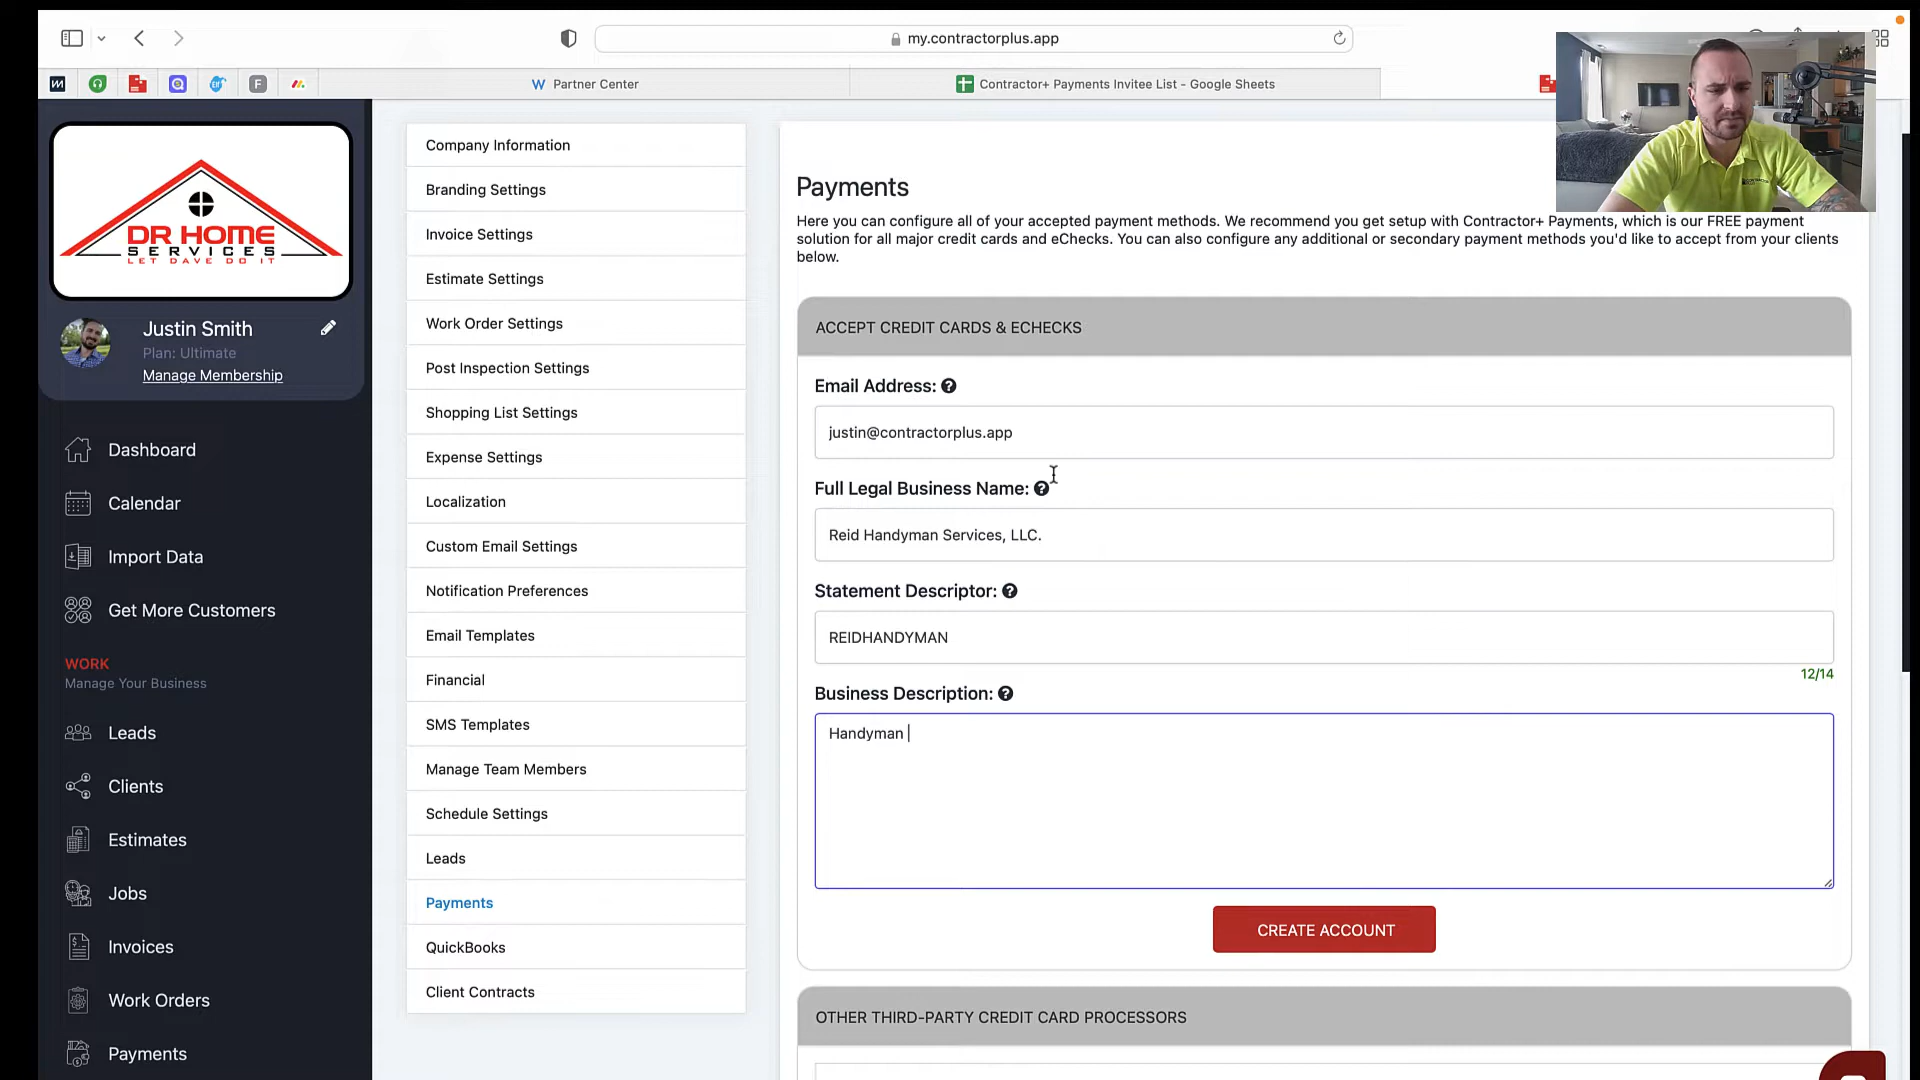 my.contractorplus.app
Partner Center
Contractor+ Payments Invitee List - Google Sheets
DR HOME
SERVICES
LET DAVE DO IT
Justin Smith
Plan: Ultimate
Manage Membership
Dashboard
Calendar
Import Data
Get More Customers
WORK
Manage Your Business
Leads
Clients
Estimates
Jobs
Invoices
Work Orders
Payments
Company Information
Branding Settings
Invoice Settings
Estimate Settings
Work Order Settings
Post Inspection Settings
Shopping List Settings
Expense Settings
Localization
Custom Email Settings
Notification Preferences
Email Templates
Financial
SMS Templates
Manage Team Members
Schedule Settings
Leads
Payments
QuickBooks
Client Contracts
Payments
Here you can configure all of your accepted payment methods. We recommend you get setup with Contractor+ Payments, which is our FREE payment
solution for all major credit cards and eChecks. You can also configure any additional or secondary payment methods you'd like to accept from your clients
below.
ACCEPT CREDIT CARDS & ECHECKS
Email Address:
justin@contractorplus.app
Full Legal Business Name:
Reid Handyman Services, LLC.
Statement Descriptor:
REIDHANDYMAN
12/14
Business Description:
Handyman
CREATE ACCOUNT
OTHER THIRD-PARTY CREDIT CARD PROCESSORS